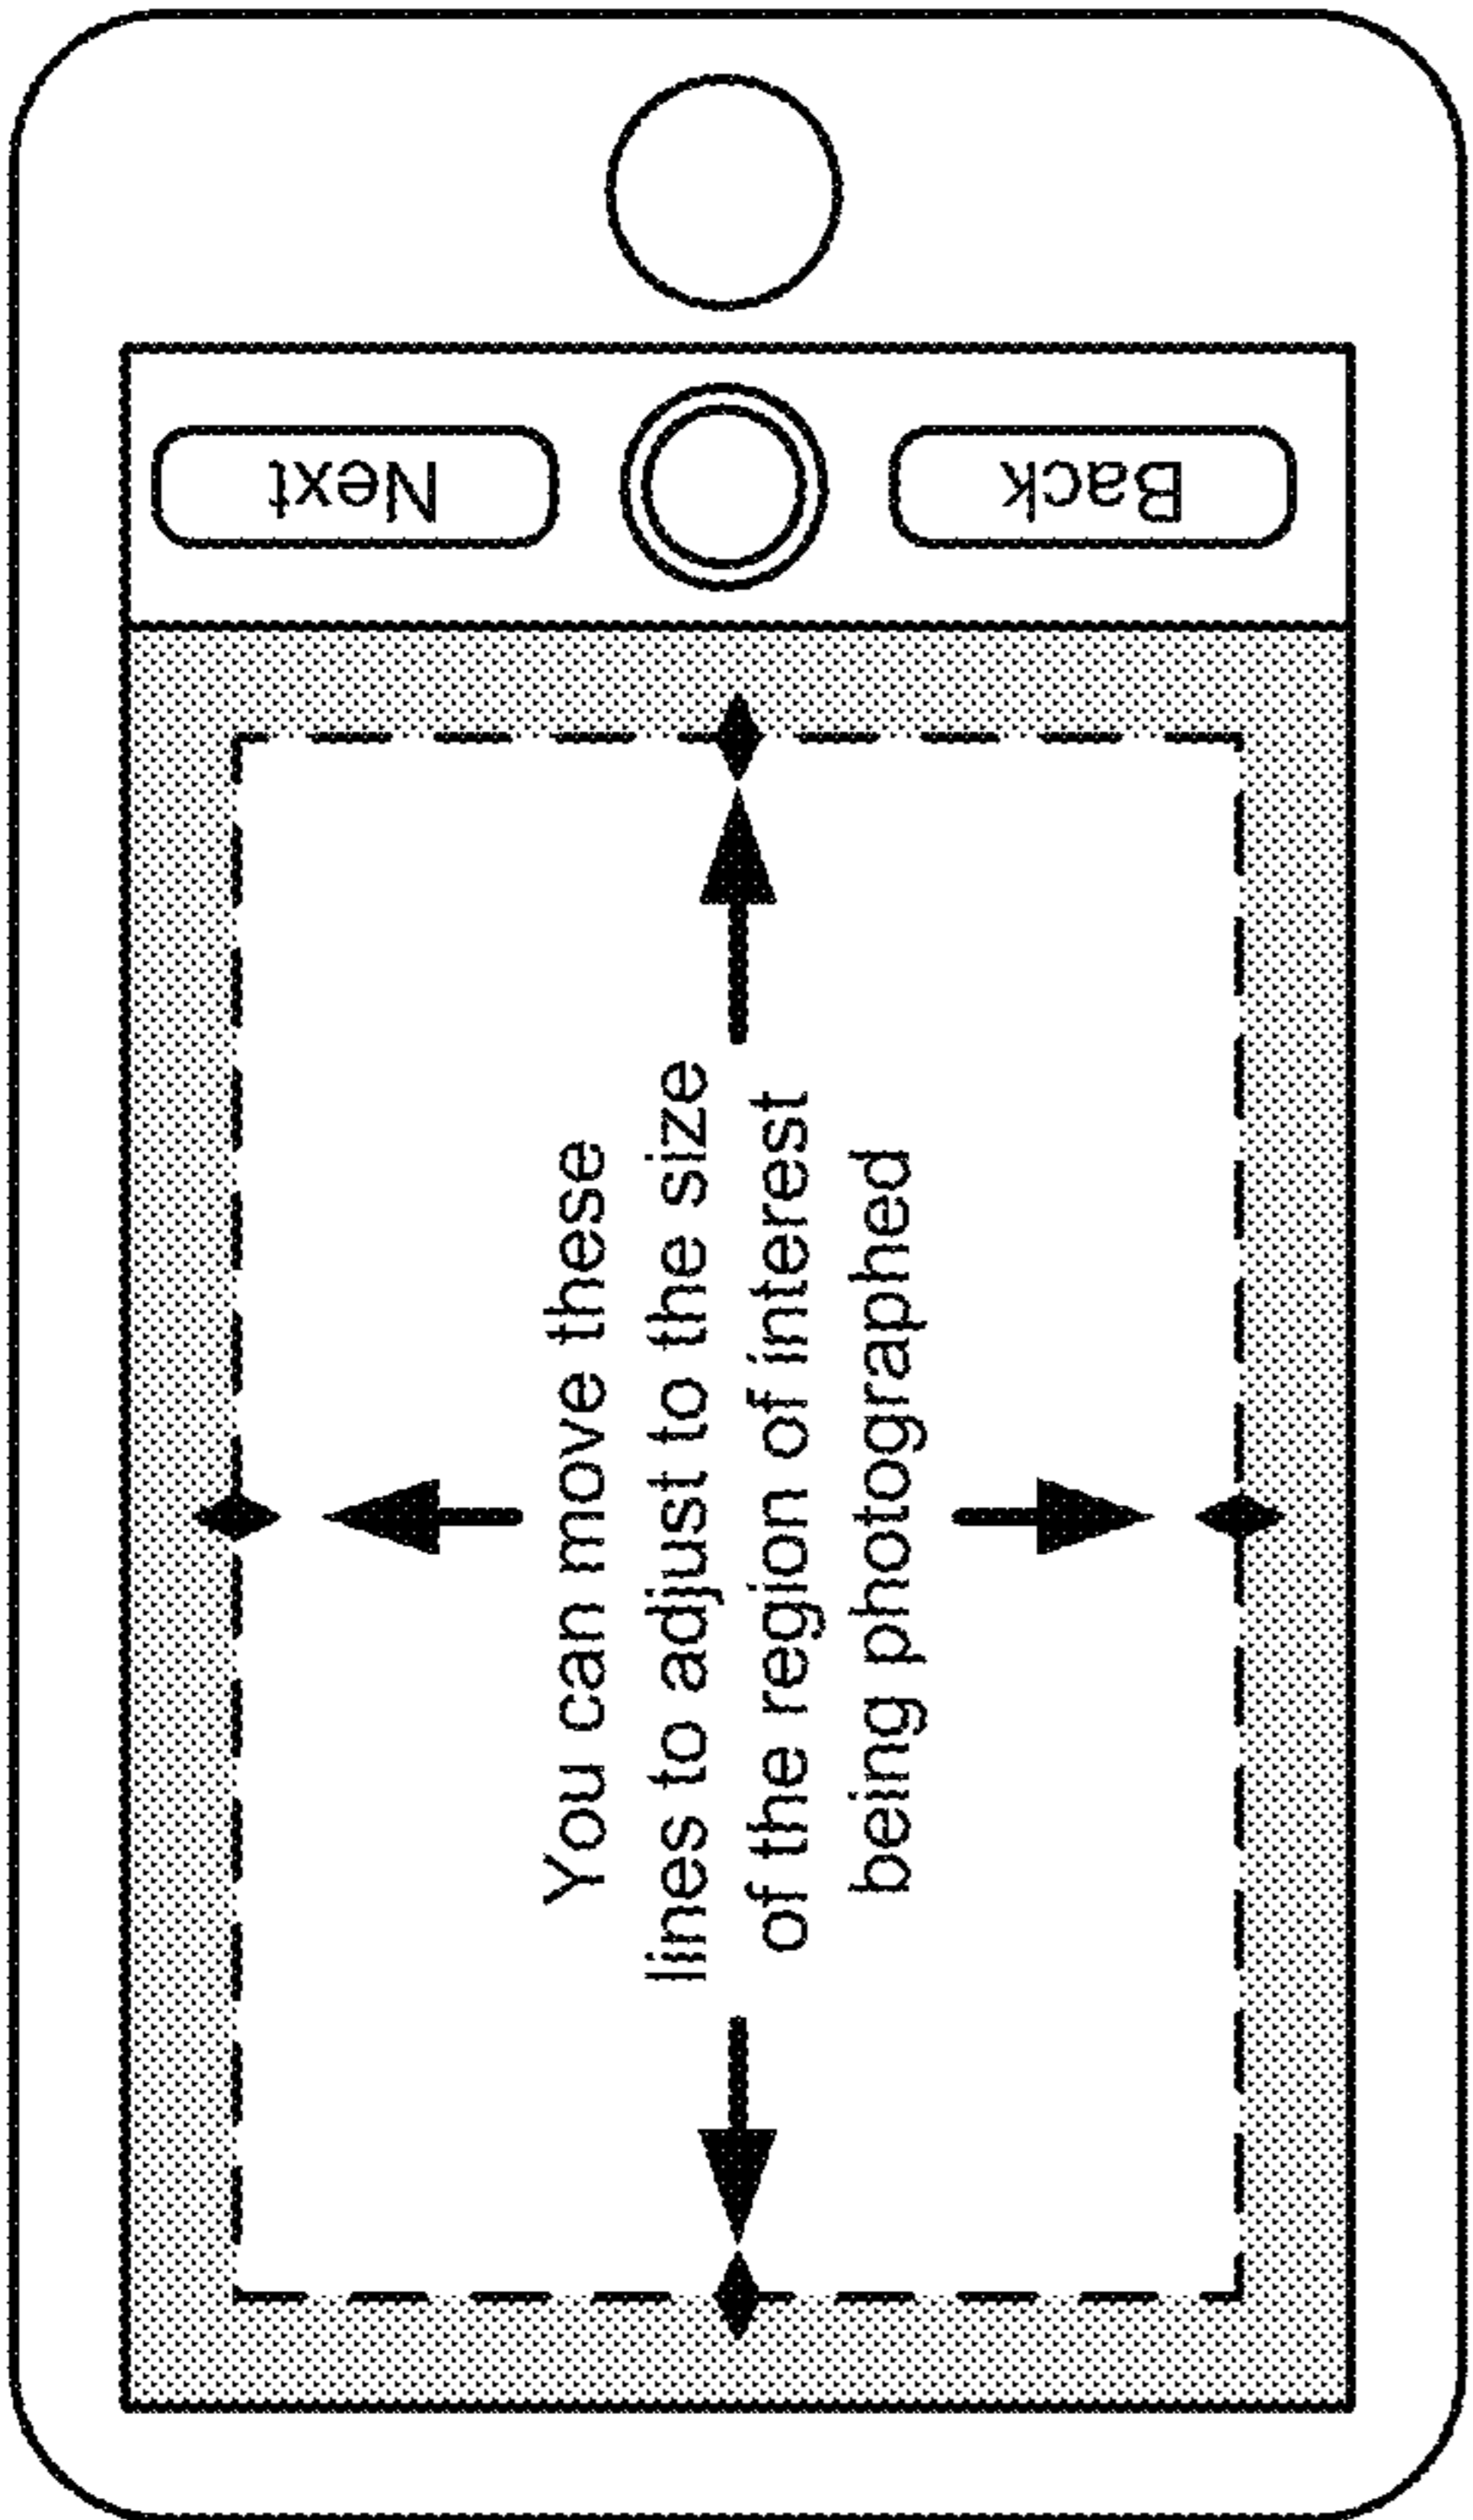 You can move these
lines to adjust to the size
of the region of interest
being photographed
Back
Next